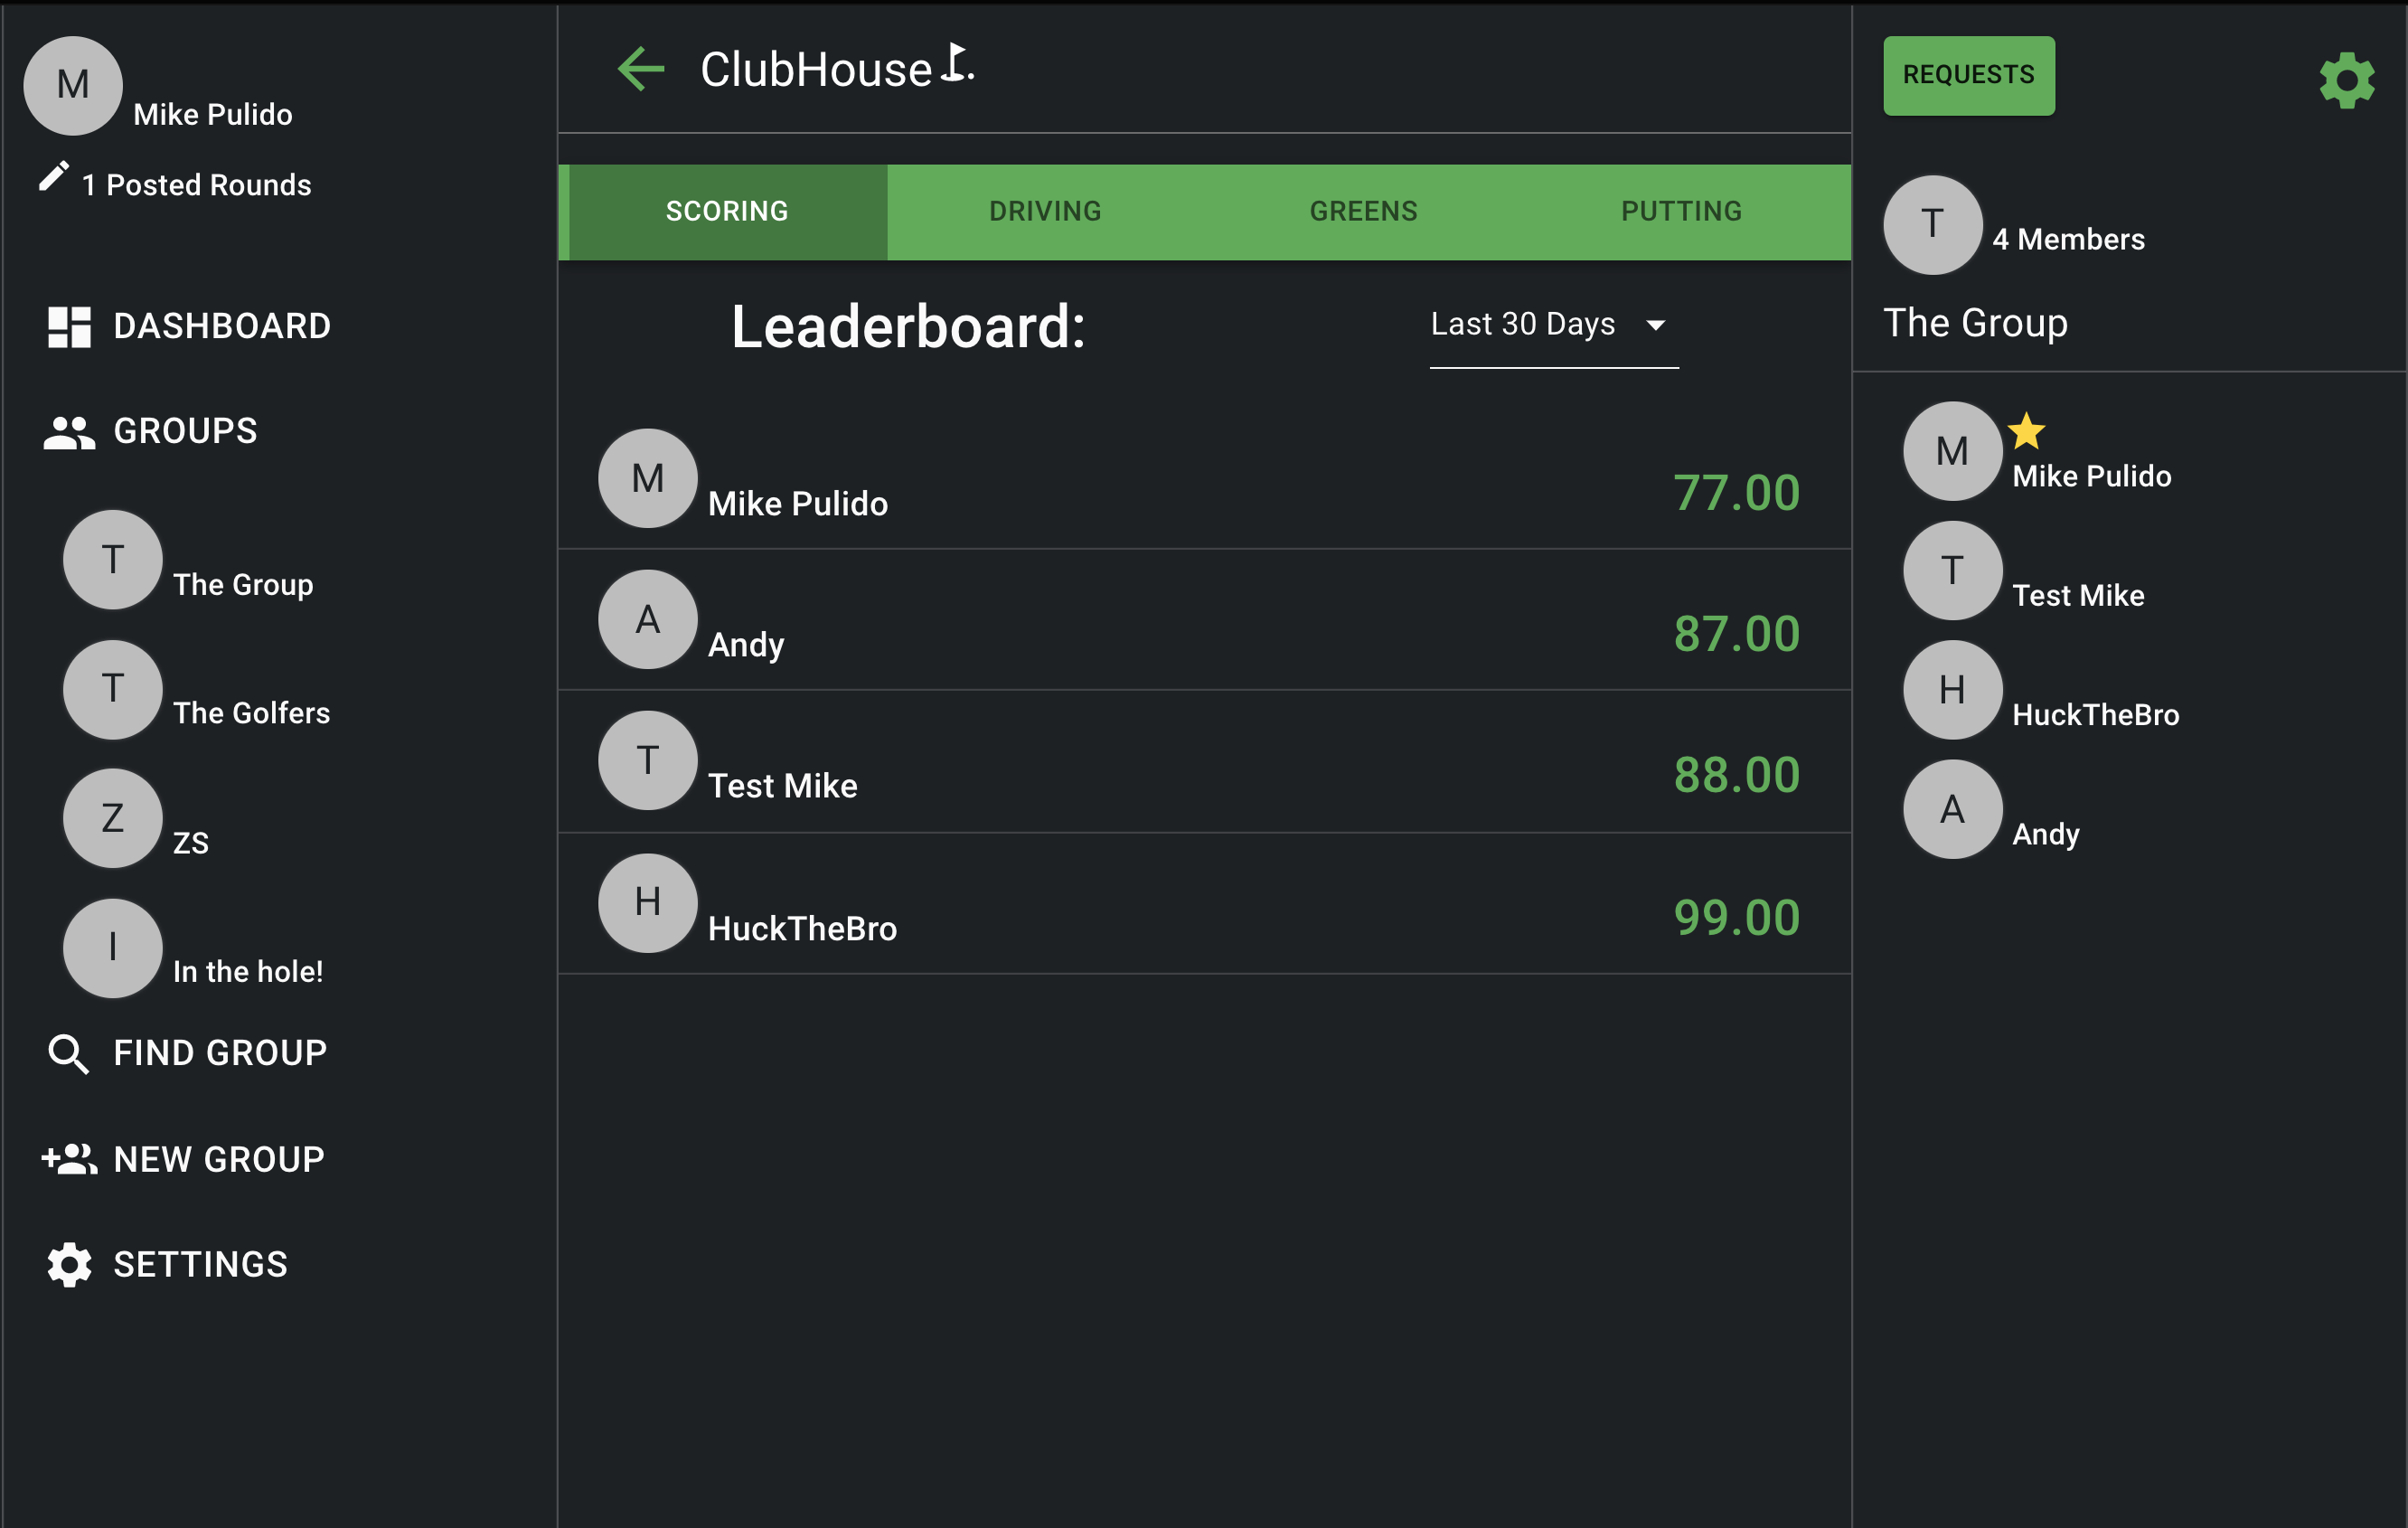 M
Mike Pulido
1 Posted Rounds
DASHBOARD
GROUPS
T
The Group
T
The Golfers
Z
ZS
I
In the hole!
FIND GROUP
NEW GROUP
SETTINGS
ClubHouse
SCORING DRIVING GREENS PUTTING
Leaderboard:
Last 30 Days
M
Mike Pulido
77.00
A
Andy
87.00
T
Test Mike
88.00
H
HuckTheBro
99.00
REQUESTS
T
4 Members
The Group
M
Mike Pulido
T
Test Mike
H
HuckTheBro
A
Andy